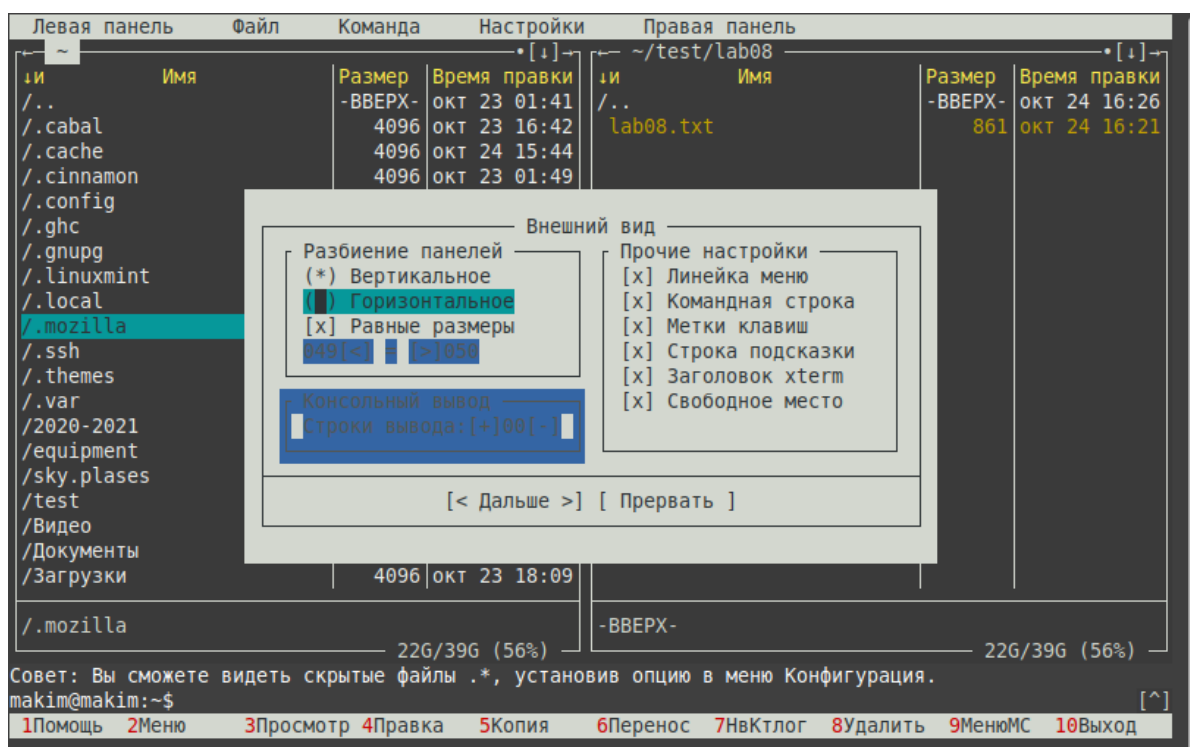 Левая панель Файл Команда Настройки Правая панель
←─ ~ ─•[↓]→ ←─ ~/test/lab08 ─•[↓]→
↓и Имя Размер Время правки ↓и Имя Размер Время правки
/.. -ВВЕРХ- окт 23 01:41 /.. -ВВЕРХ- окт 24 16:26
/.cabal 4096 окт 23 16:42 lab08.txt 861 окт 24 16:21
/.cache 4096 окт 24 15:44
/.cinnamon 4096 окт 23 01:49
/.config
/.ghc Внешний вид
/.gnupg Разбиение панелей Прочие настройки
/.linuxmint (*) Вертикальное [x] Линейка меню
/.local ( ) Горизонтальное [x] Командная строка
/.mozilla [x] Равные размеры [x] Метки клавиш
/.ssh 049[<] = [>]050 [x] Строка подсказки
/.themes [x] Заголовок xterm
/.var Консольный вывод [x] Свободное место
/2020-2021 Строки вывода:[+]00[-]
/equipment
/sky.plases
/test [< Дальше >] [ Прервать ]
/Видео
/Документы
/Загрузки 4096 окт 23 18:09
/.mozilla -ВВЕРХ-
22G/39G (56%) 22G/39G (56%)
Совет: Вы сможете видеть скрытые файлы .*, установив опцию в меню Конфигурация.
makim@makim:~$ [^]
1Помощь 2Меню 3Просмотр 4Правка 5Копия 6Перенос 7НвКтлог 8Удалить 9МенюMC 10Выход